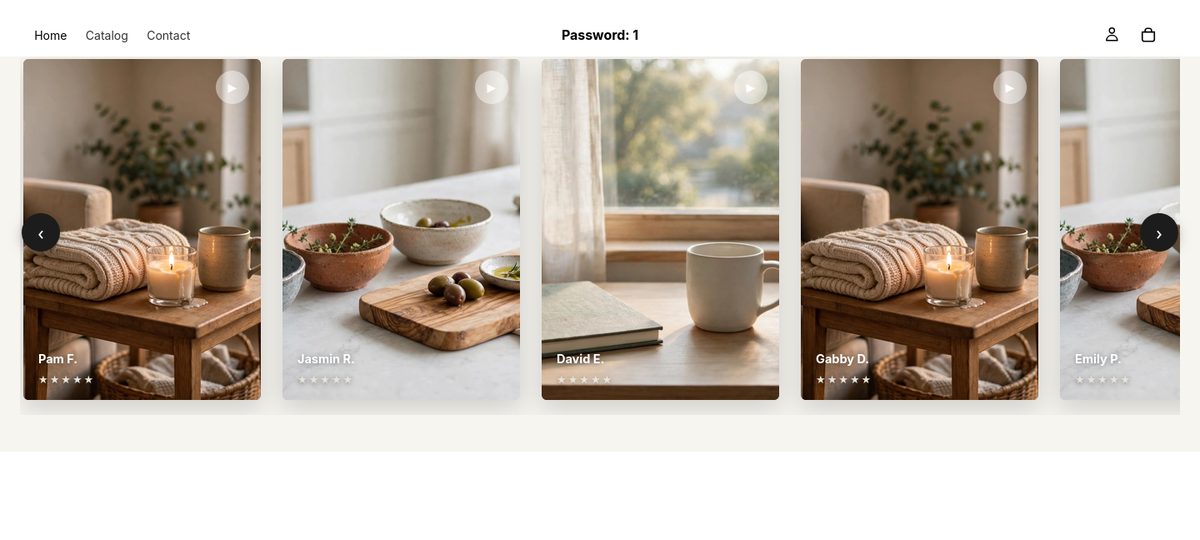 Home Catalog Contact Password: 1
Pam F.
★★★★★
Jasmin R.
★★★★★
David E.
★★★★★
Gabby D.
★★★★★
Emily P.
★★★★★